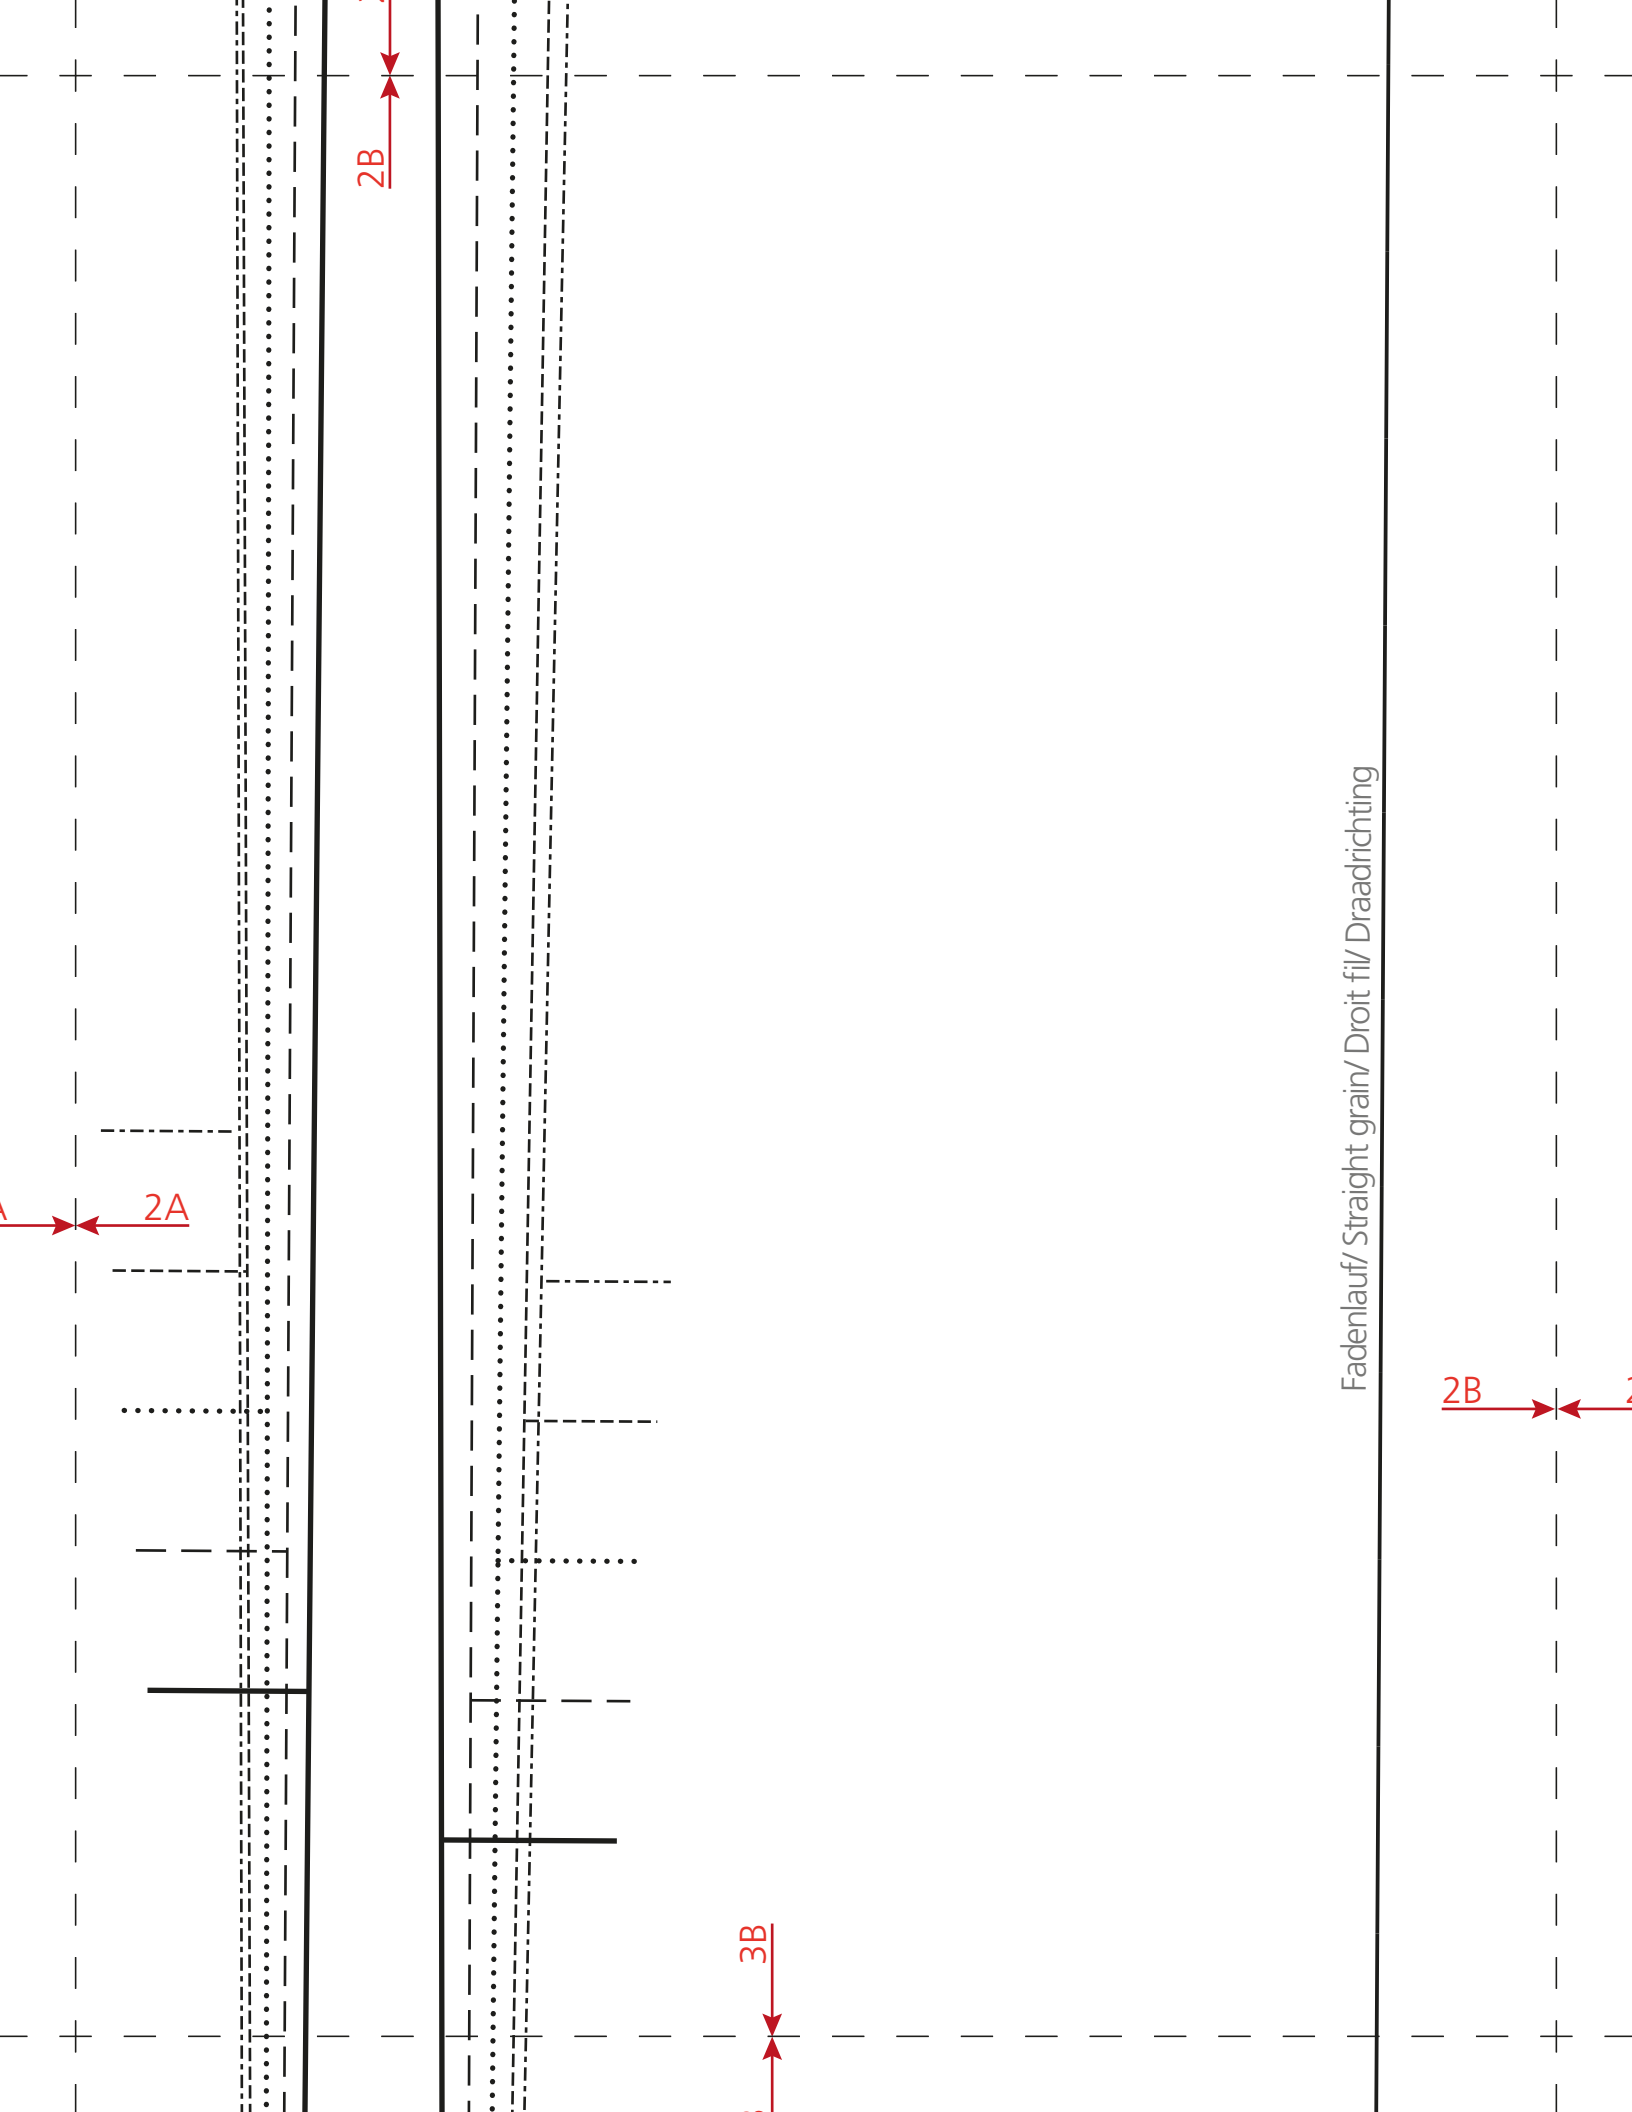 2B
Fadenlauf/ Straight grain/ Droit fil/ Draadrichting
2A
2B
3B